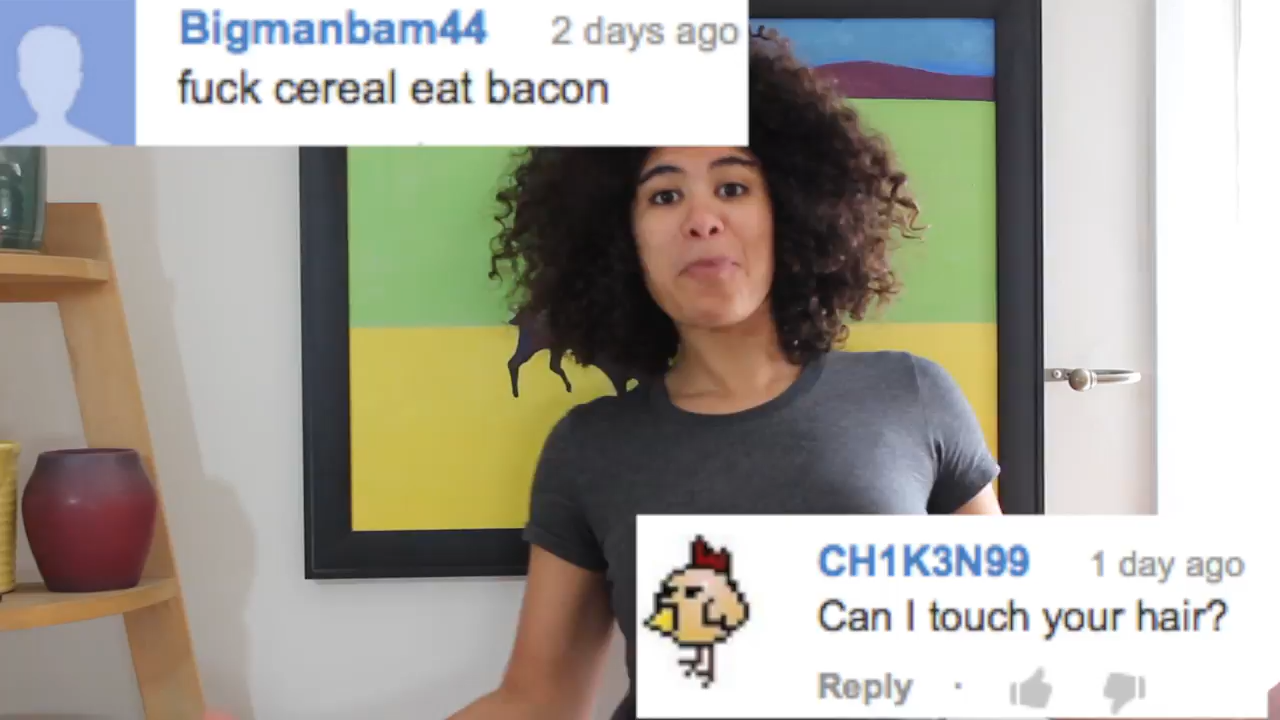 Bigmanbam44 2 days ago
fuck cereal eat bacon
CH1K3N99 1 day ago
Can I touch your hair?
Reply ·